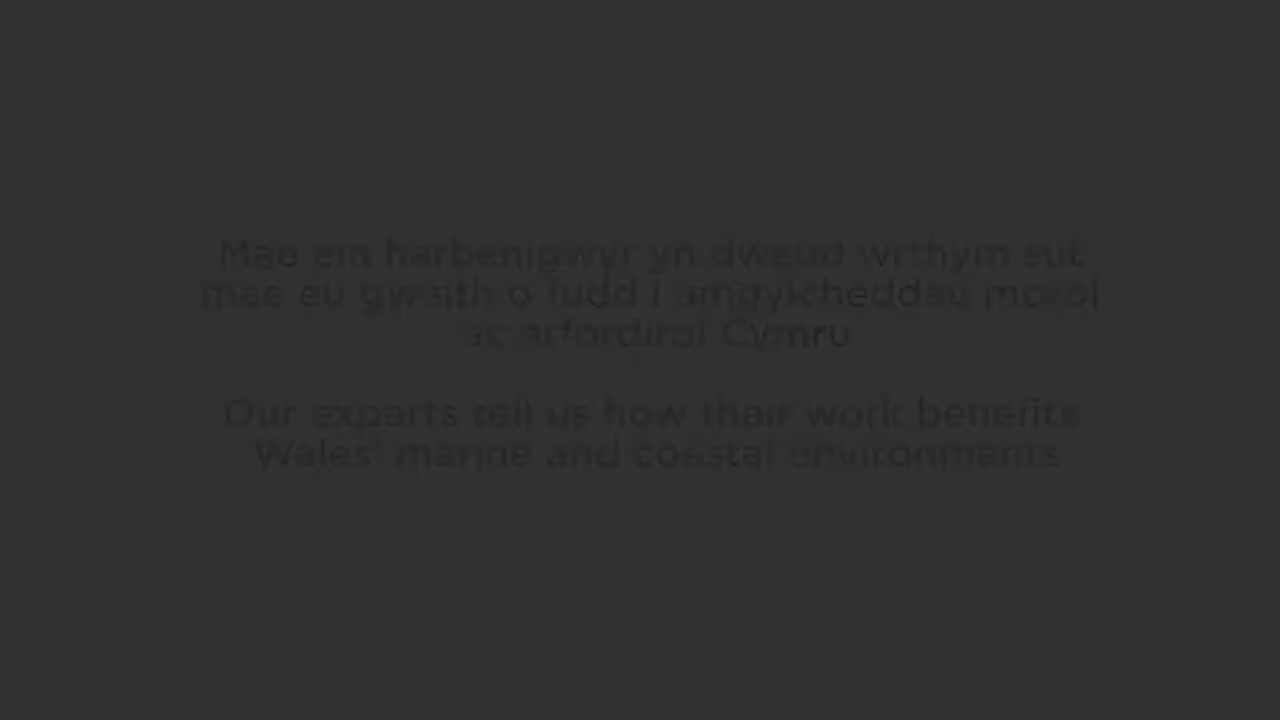 Mae ein harbenigwyr yn dweud wrthym sut
mae eu gwaith o fudd i amgylcheddau morol
ac arfordirol Cymru
Our experts tell us how their work benefits
Wales' marine and coastal environments